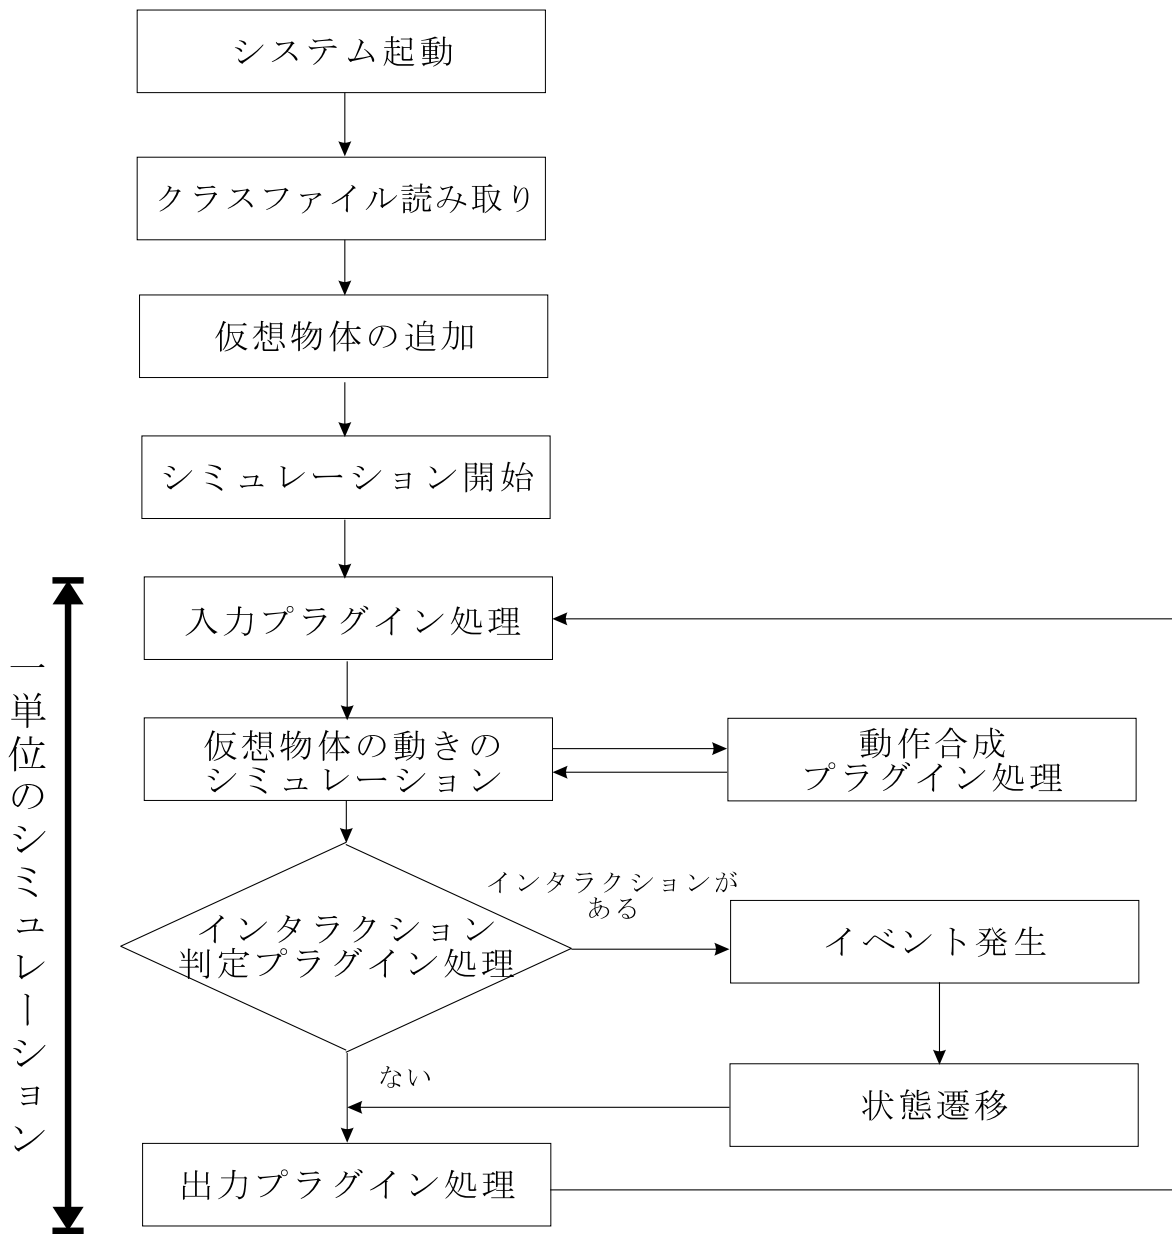 システム起動
クラスファイル読み取り
仮想物体の追加
シミュレーション開始
入力プラグイン処理
一単位のシミュレーション
仮想物体の動きの
シミュレーション
動作合成
プラグイン処理
インタラクションが
ある
インタラクション
判定プラグイン処理
イベント発生
ない
状態遷移
出力プラグイン処理